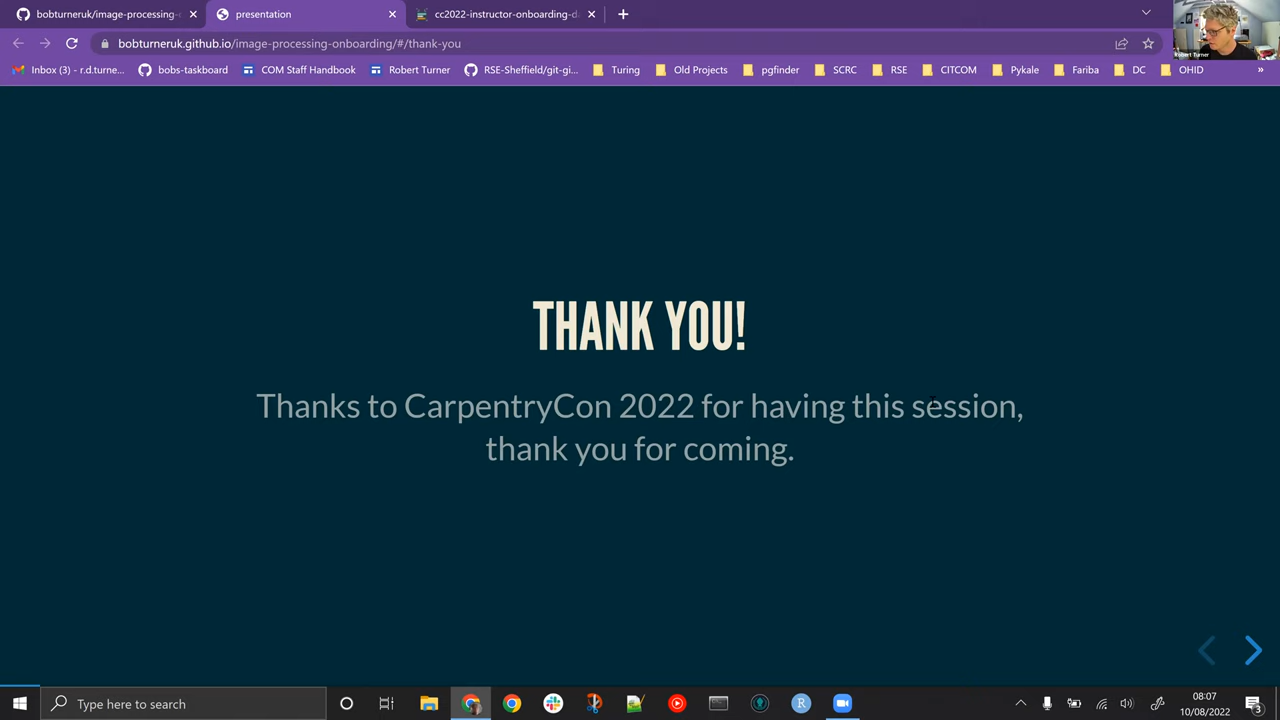 bobturneruk/image-processing-
presentation
cc2022-instructor-onboarding-d
bobturneruk.github.io/image-processing-onboarding/#/thank-you
Robert Turner
Inbox (3) - r.d.turne...
bobs-taskboard
COM Staff Handbook
Robert Turner
RSE-Sheffield/git-gi...
Turing
Old Projects
pgfinder
SCRC
RSE
CITCOM
Pykale
Fariba
DC
OHID
»
THANK YOU!
Thanks to CarpentryCon 2022 for having this session,
thank you for coming.
Type here to search
08:07
10/08/2022
3